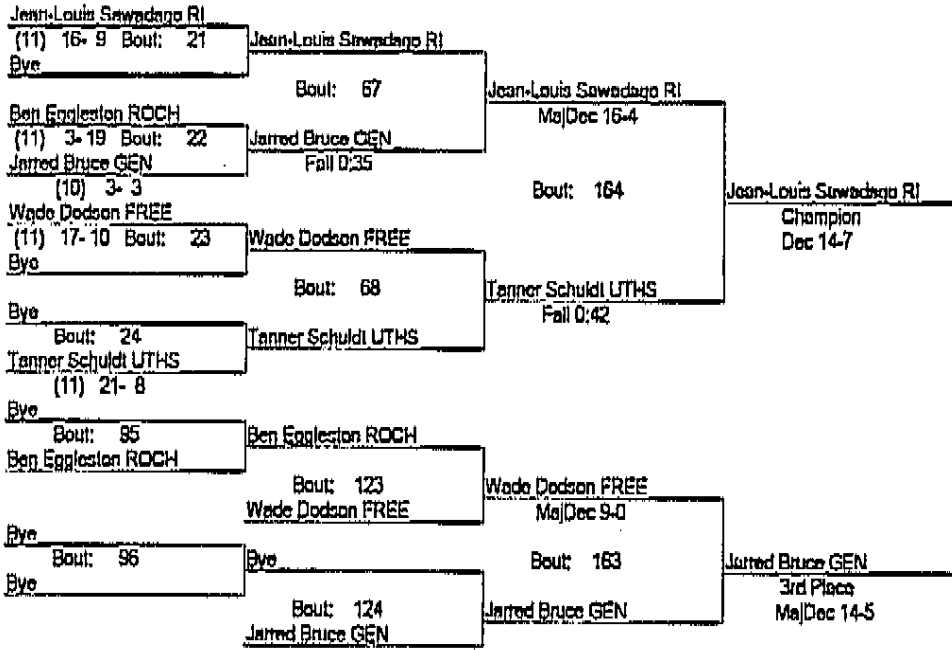 Jean-Louis Sawadago RI
(11) 16- 9 Bout: 21
Bye
Jean-Louis Sawadago RI
Bout: 67
Ben Eggleston ROCH
(11) 3- 19 Bout: 22
Jarred Bruce GEN
(10) 3- 3
Jarred Bruce GEN
Fall 0:35
Jean-Louis Sawadago RI
MajDec 16-4
Bout: 164
Wade Dodson FREE
(11) 17- 10 Bout: 23
Bye
Wade Dodson FREE
Bout: 68
Bye
Bout: 24
Tanner Schuldt UTHS
(11) 21- 8
Tanner Schuldt UTHS
Tanner Schuldt UTHS
Fall 0:42
Jean-Louis Sawadago RI
Champion
Dec 14-7
Bye
Bout: 95
Ben Eggleston ROCH
Ben Eggleston ROCH
Bout: 123
Wade Dodson FREE
Wade Dodson FREE
MajDec 9-0
Bout: 163
Bye
Bout: 96
Bye
Bye
Bout: 124
Jarred Bruce GEN
Jarred Bruce GEN
Jarred Bruce GEN
3rd Place
MajDec 14-5